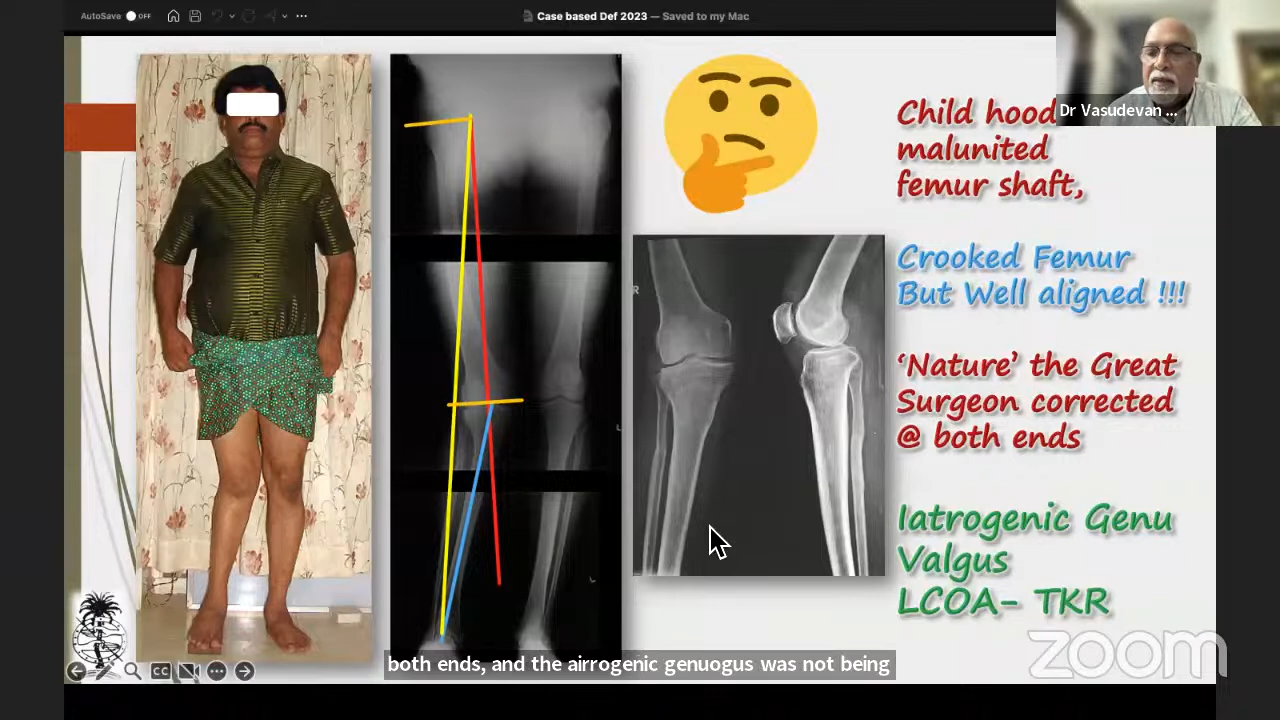 AutoSave OFF
Case based Def 2023 — Saved to my Mac
Dr Vasudevan ...
Child hood
malunited
femur shaft,
Crooked Femur
But Well aligned !!!
‘Nature’ the Great
Surgeon corrected
@ both ends
Iatrogenic Genu
Valgus
LCOA- TKR
R
L
L
zoom
CC
both ends, and the airrogenic genuogus was not being